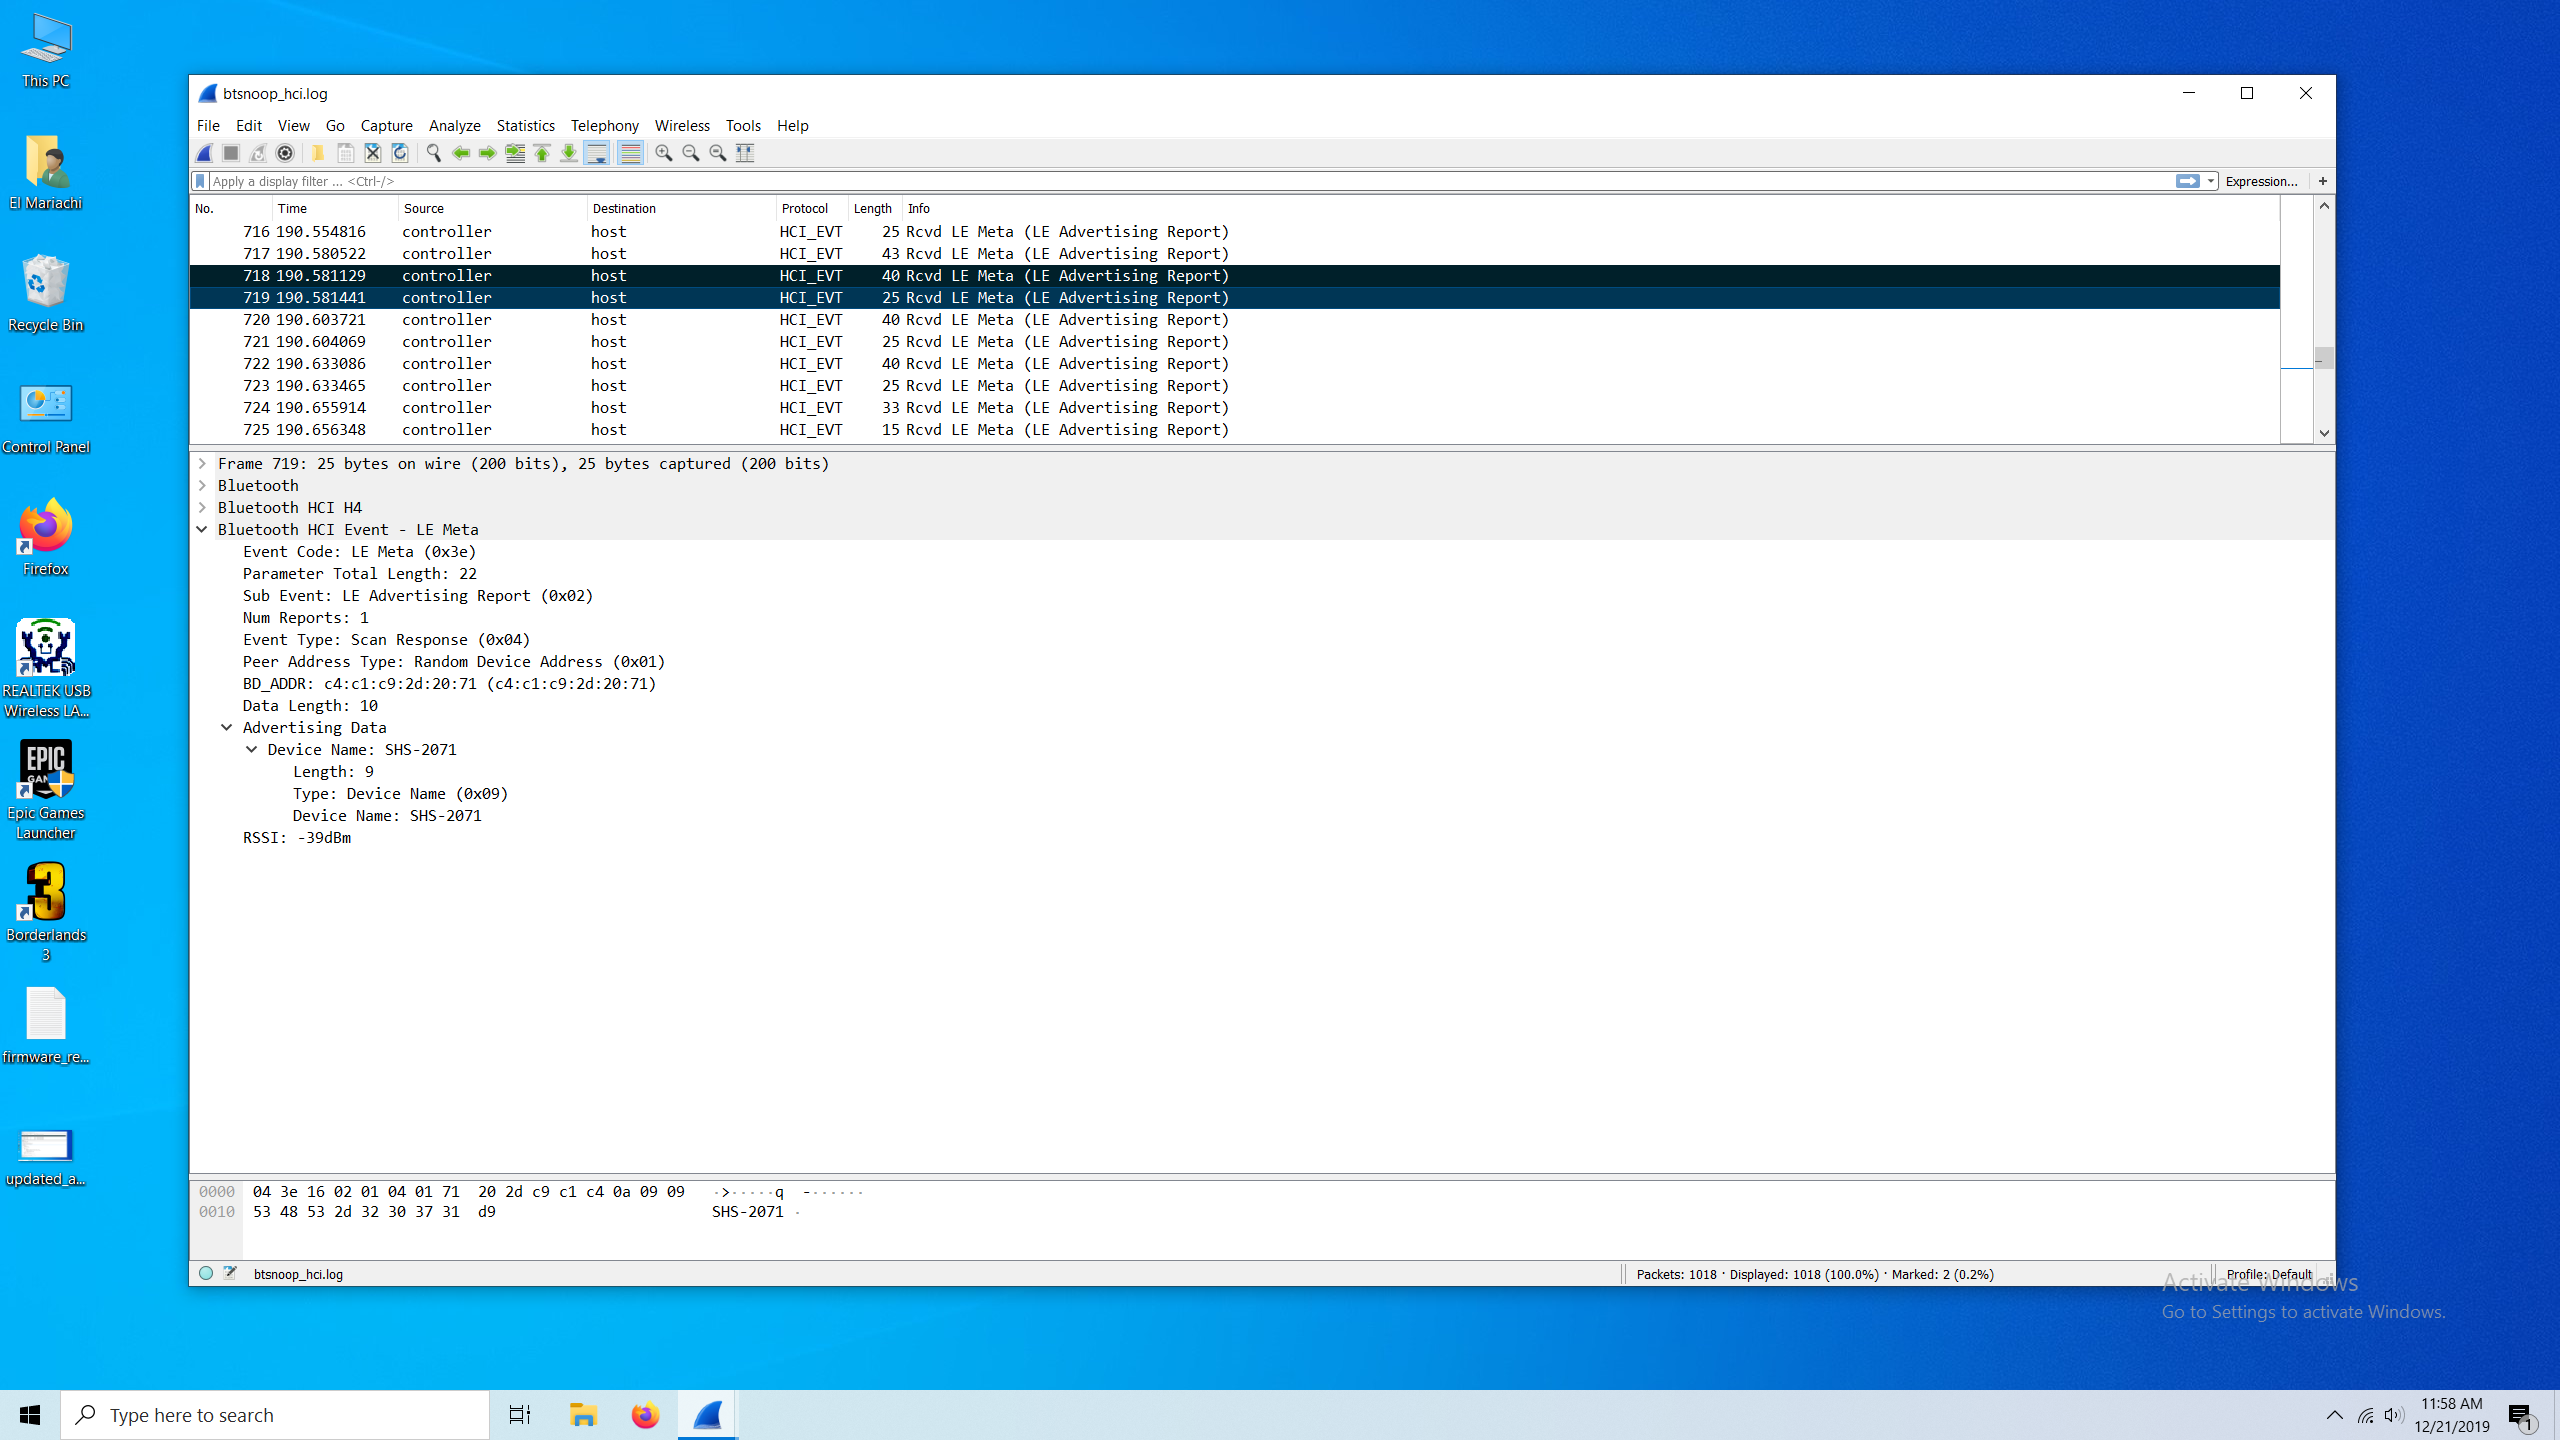 This PC
El Mariachi
Recycle Bin
Control Panel
Firefox
REALTEK USB
Wireless LA...
EPIC
GAM
Epic Games
Launcher
3
Borderlands
3
firmware_re...
updated_a...
btsnoop_hci.log
File Edit View Go Capture Analyze Statistics Telephony Wireless Tools Help
Apply a display filter ... <Ctrl-/> Expression... +
No. Time Source Destination Protocol Length Info
716 190.554816 controller host HCI_EVT 25 Rcvd LE Meta (LE Advertising Report)
717 190.580522 controller host HCI_EVT 43 Rcvd LE Meta (LE Advertising Report)
718 190.581129 controller host HCI_EVT 40 Rcvd LE Meta (LE Advertising Report)
719 190.581441 controller host HCI_EVT 25 Rcvd LE Meta (LE Advertising Report)
720 190.603721 controller host HCI_EVT 40 Rcvd LE Meta (LE Advertising Report)
721 190.604069 controller host HCI_EVT 25 Rcvd LE Meta (LE Advertising Report)
722 190.633086 controller host HCI_EVT 40 Rcvd LE Meta (LE Advertising Report)
723 190.633465 controller host HCI_EVT 25 Rcvd LE Meta (LE Advertising Report)
724 190.655914 controller host HCI_EVT 33 Rcvd LE Meta (LE Advertising Report)
725 190.656348 controller host HCI_EVT 15 Rcvd LE Meta (LE Advertising Report)
Frame 719: 25 bytes on wire (200 bits), 25 bytes captured (200 bits)
Bluetooth
Bluetooth HCI H4
Bluetooth HCI Event - LE Meta
Event Code: LE Meta (0x3e)
Parameter Total Length: 22
Sub Event: LE Advertising Report (0x02)
Num Reports: 1
Event Type: Scan Response (0x04)
Peer Address Type: Random Device Address (0x01)
BD_ADDR: c4:c1:c9:2d:20:71 (c4:c1:c9:2d:20:71)
Data Length: 10
Advertising Data
Device Name: SHS-2071
Length: 9
Type: Device Name (0x09)
Device Name: SHS-2071
RSSI: -39dBm
0000 04 3e 16 02 01 04 01 71 20 2d c9 c1 c4 0a 09 09 ·>·····q -······
0010 53 48 53 2d 32 30 37 31 d9 SHS-2071 ·
btsnoop_hci.log Packets: 1018 · Displayed: 1018 (100.0%) · Marked: 2 (0.2%) Profile: Default
Activate Windows
Go to Settings to activate Windows.
Type here to search
11:58 AM
12/21/2019
1